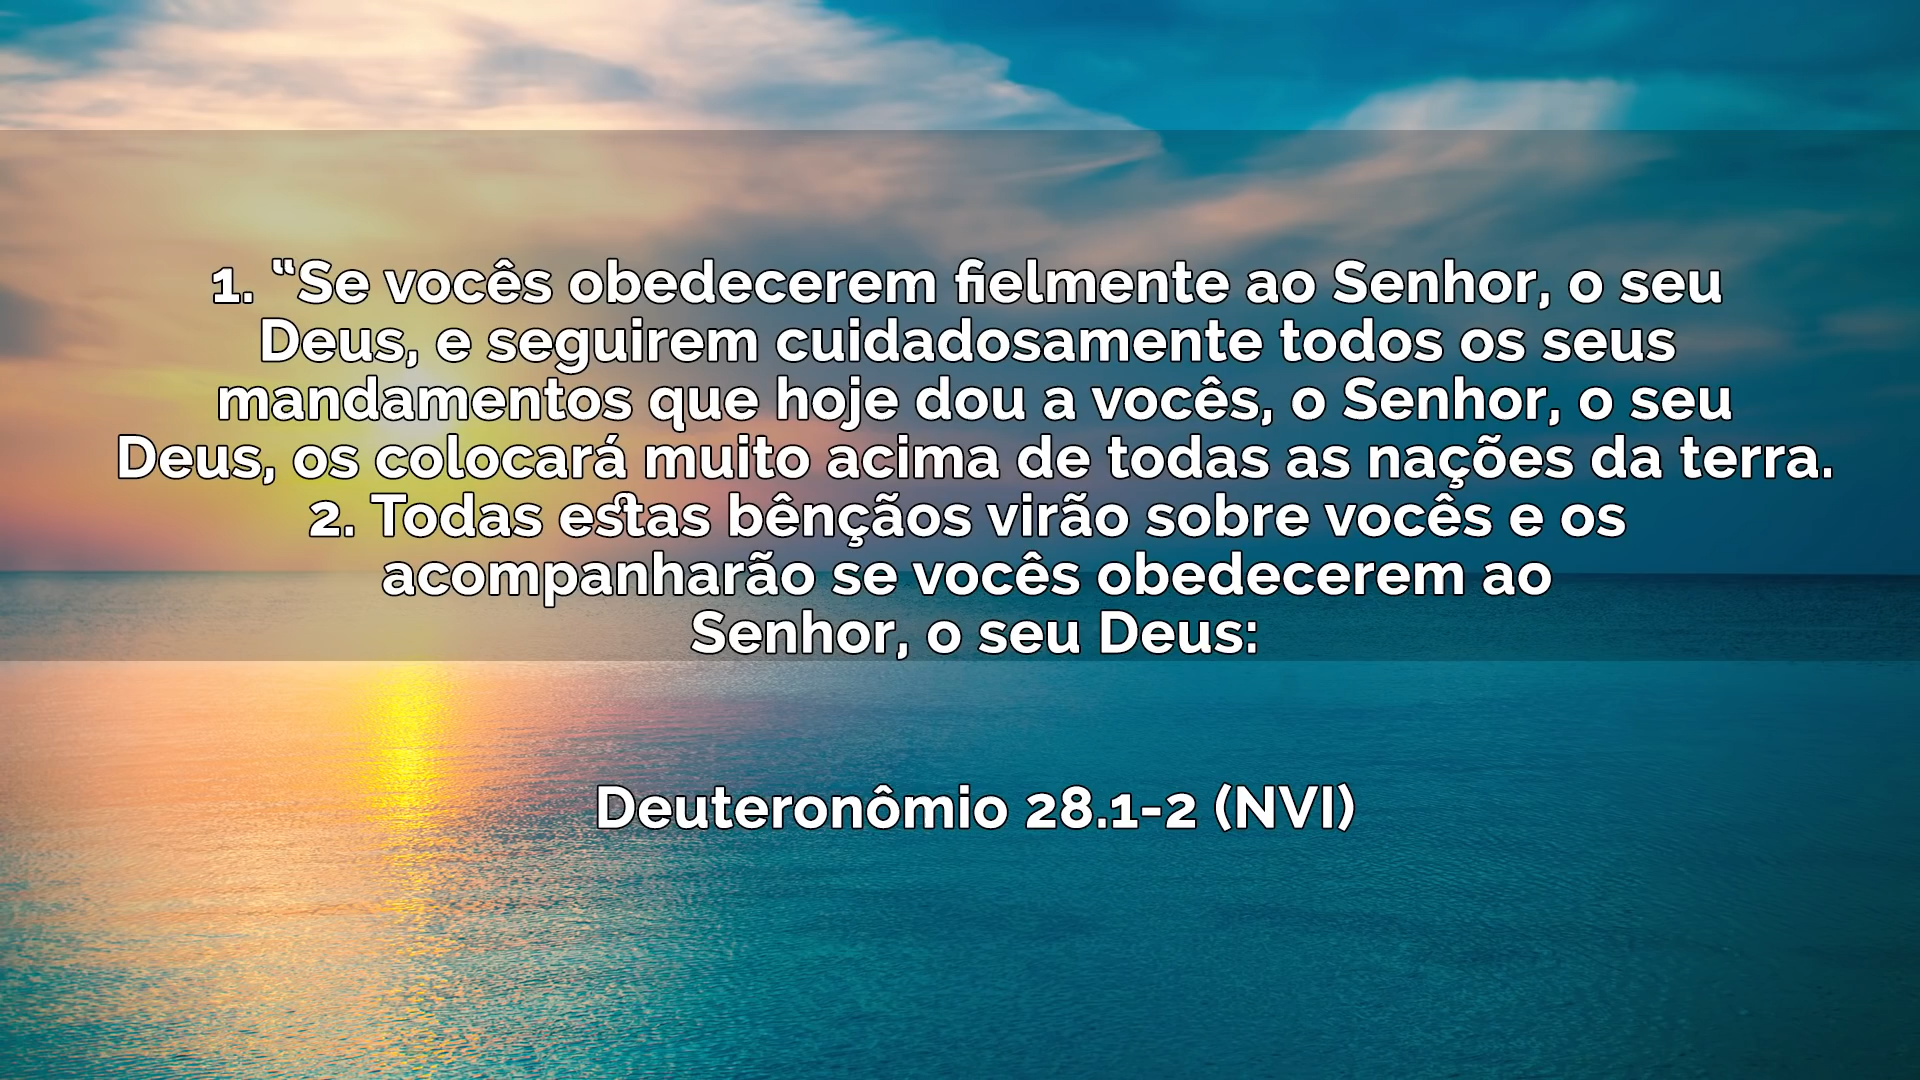 1. “Se vocês obedecerem fielmente ao Senhor, o seu
Deus, e seguirem cuidadosamente todos os seus
mandamentos que hoje dou a vocês, o Senhor, o seu
Deus, os colocará muito acima de todas as nações da terra.
2. Todas estas bênçãos virão sobre vocês e os
acompanharão se vocês obedecerem ao
Senhor, o seu Deus:
Deuteronômio 28.1-2 (NVI)